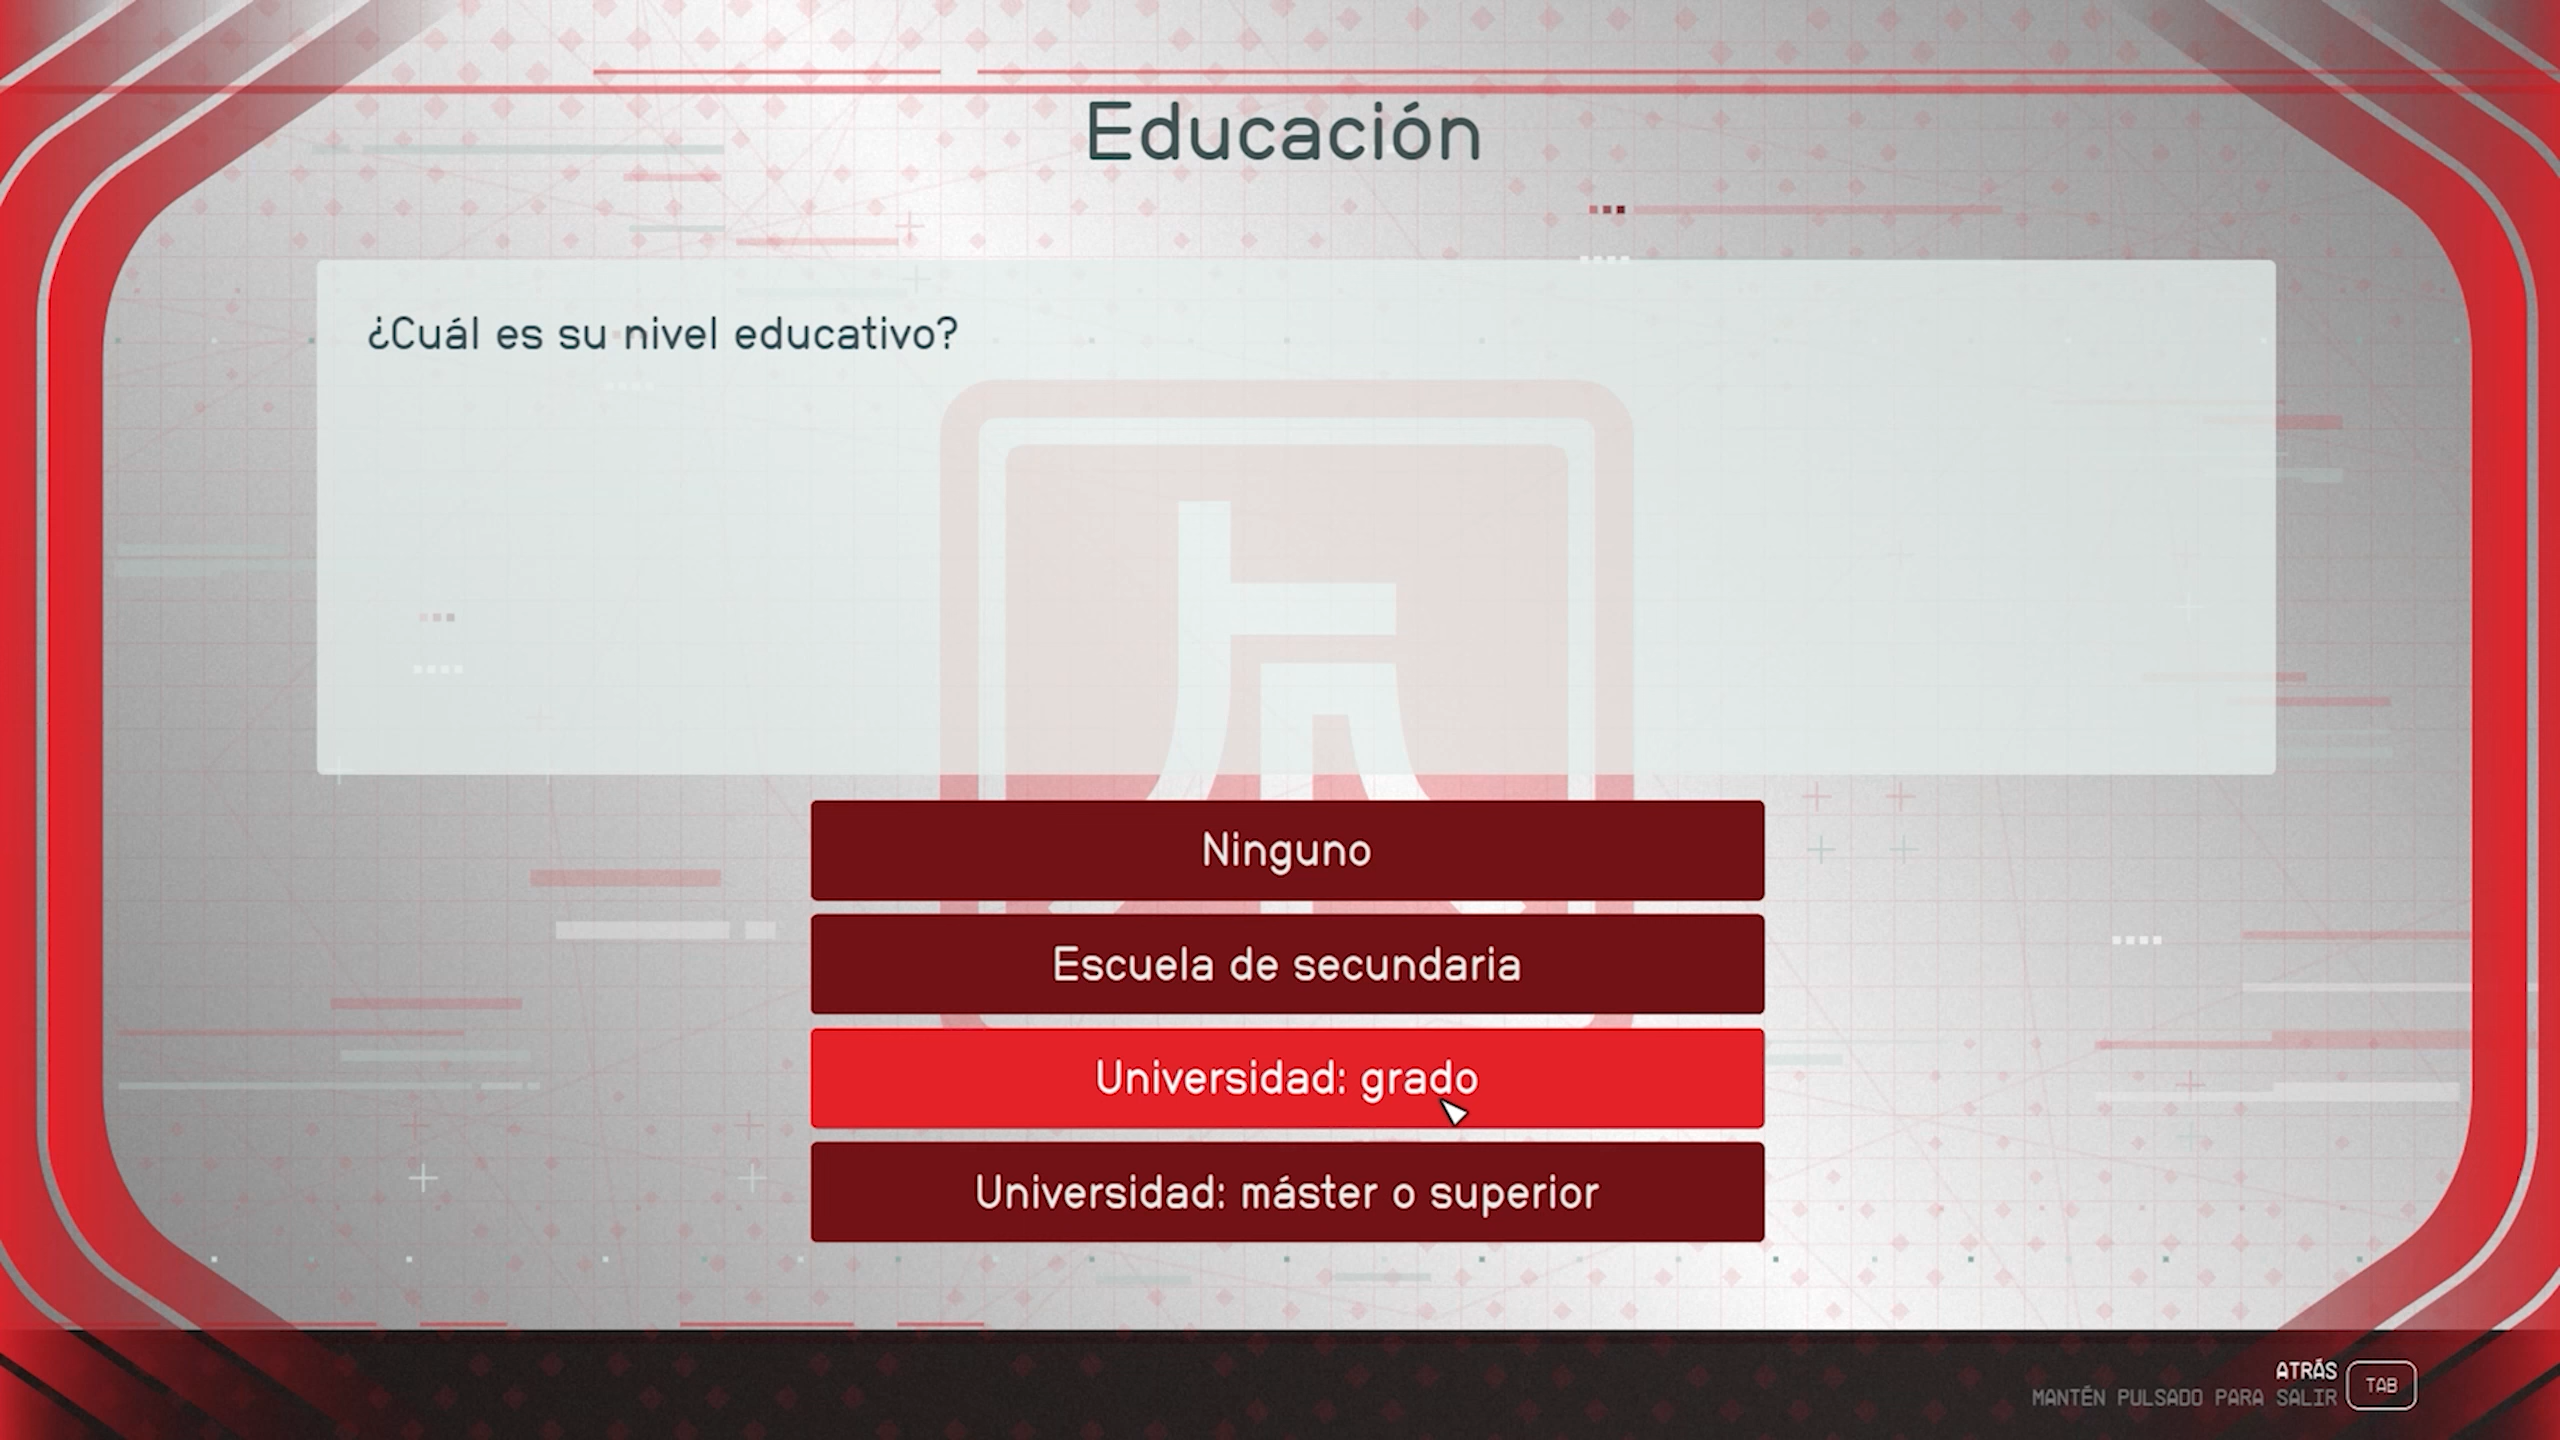 Educación
¿Cuál es su nivel educativo?
Ninguno
Escuela de secundaria
Universidad: grado
Universidad: máster o superior
ATRÁS
MANTÉN PULSADO PARA SALIR
TAB